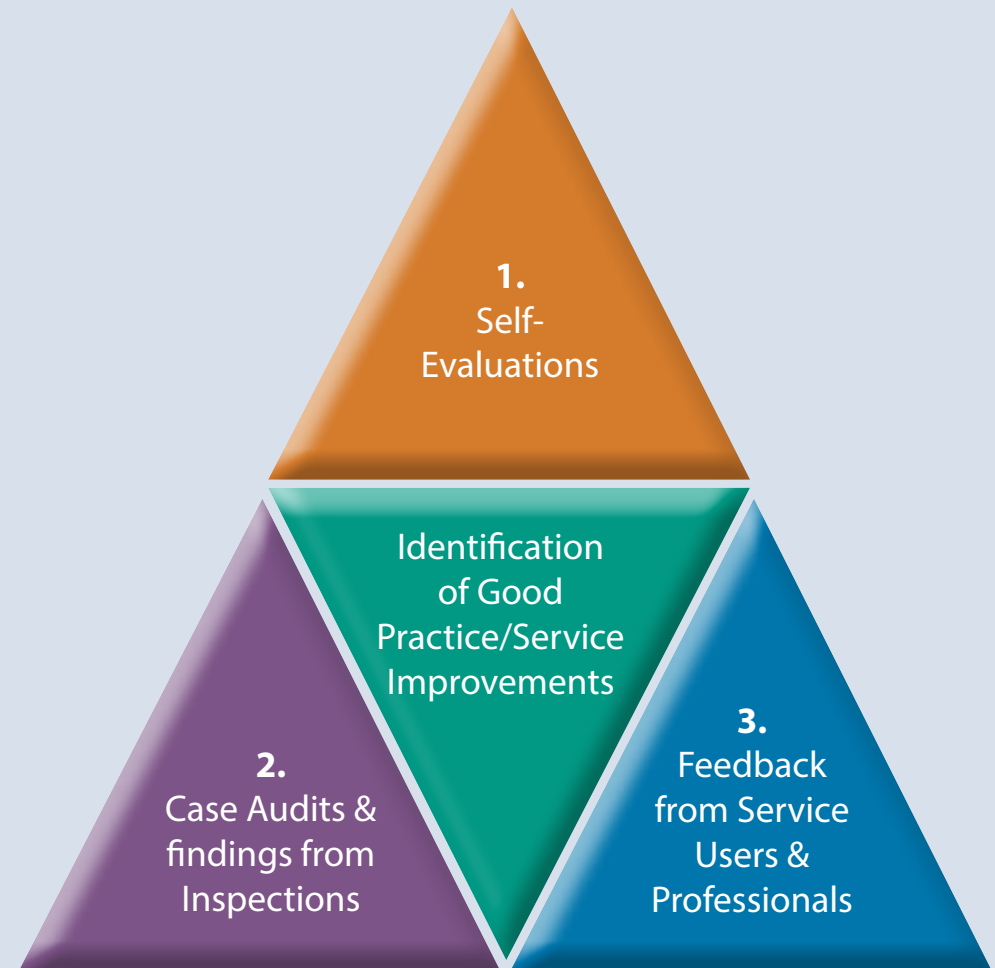 1.
Self-
Evaluations
Identification
of Good
Practice/Service
Improvements
2.
Case Audits &
findings from
Inspections
3.
Feedback
from Service
Users &
Professionals